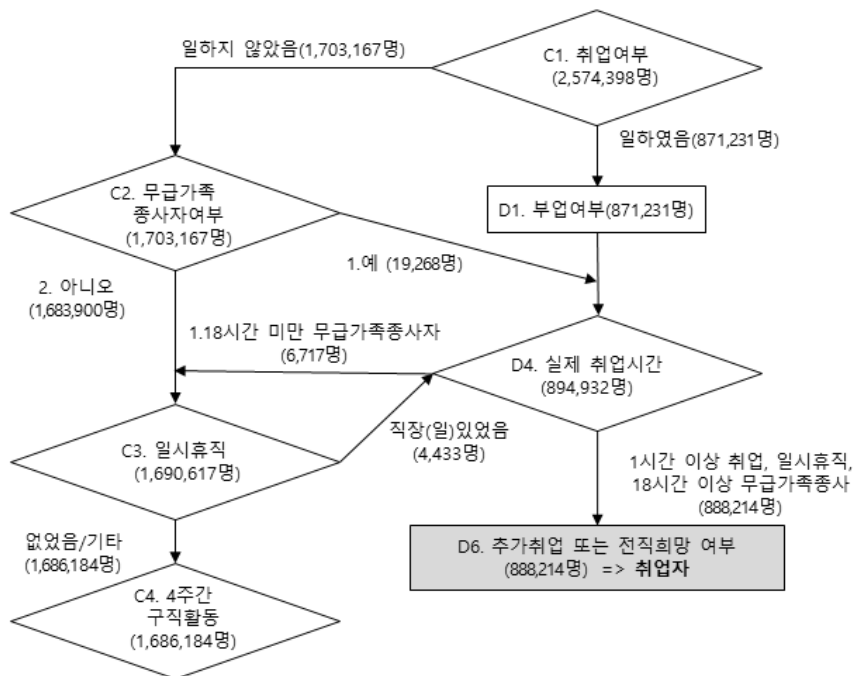 일하지 않았음(1,703,167명)
C1. 취업여부
(2,574,398명)
일하였음(871,231명)
C2. 무급가족
종사자여부
(1,703,167명)
D1. 부업여부(871,231명)
1.예 (19,268명)
2. 아니오
(1,683,900명)
1.18시간 미만 무급가족종사자
(6,717명)
D4. 실제 취업시간
(894,932명)
C3. 일시휴직
(1,690,617명)
직장(일)있었음
(4,433명)
1시간 이상 취업, 일시휴직,
18시간 이상 무급가족종사
(888,214명)
없었음/기타
(1,686,184명)
D6. 추가취업 또는 전직희망 여부
(888,214명) => 취업자
C4. 4주간
구직활동
(1,686,184명)